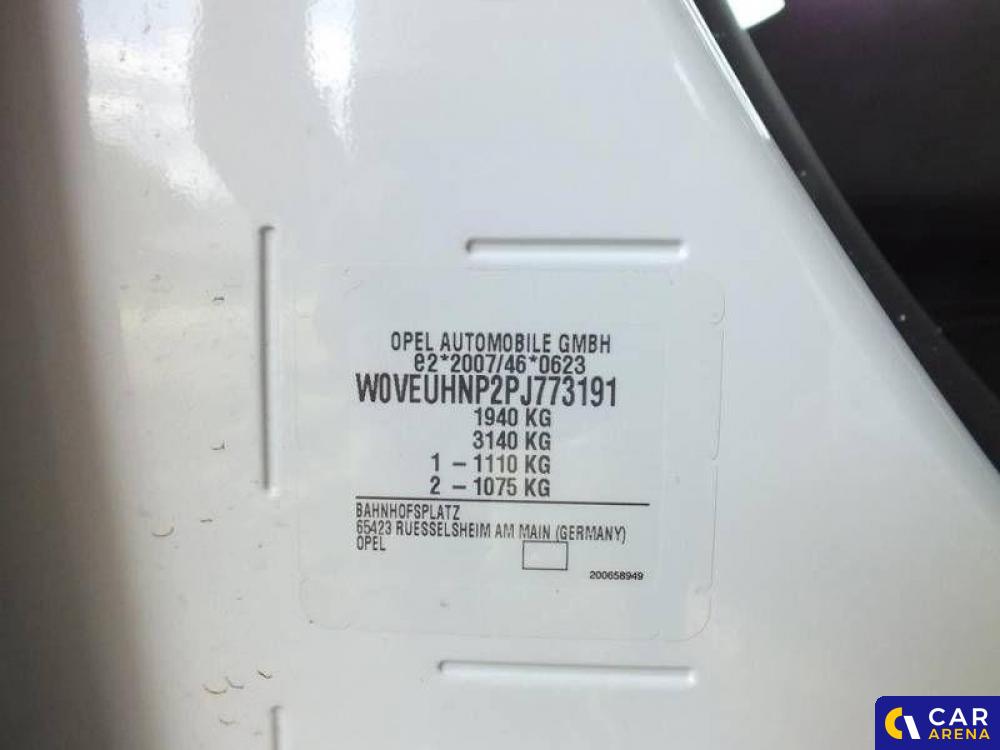 OPEL AUTOMOBILE GMBH
e2*2007/46*0623
W0VEUHNP2PJ773191
1940 KG
3140 KG
1 – 1110 KG
2 – 1075 KG
BAHNHOFSPLATZ
65423 RUESSELSHEIM AM MAIN (GERMANY)
OPEL
200658949
CAR
ARENA